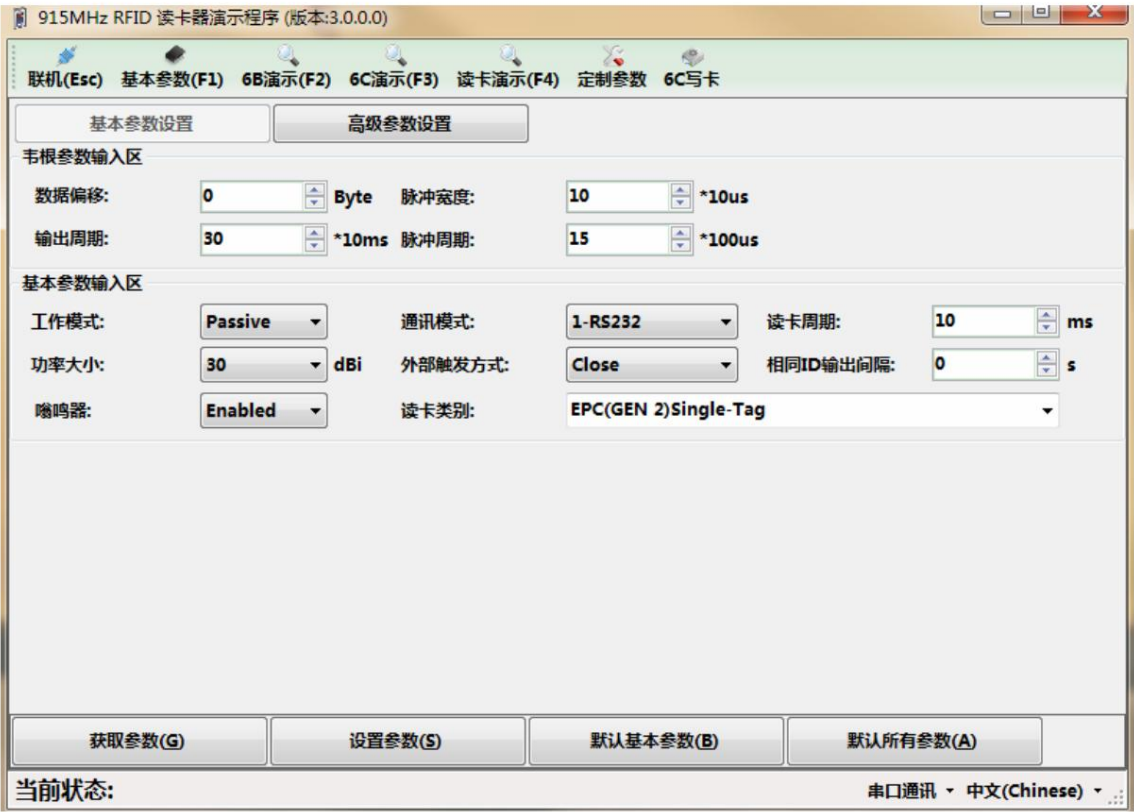 915MHz RFID 读卡器演示程序 (版本:3.0.0.0)
联机(Esc) 基本参数(F1) 6B演示(F2) 6C演示(F3) 读卡演示(F4) 定制参数 6C写卡
基本参数设置 高级参数设置
韦根参数输入区
数据偏移: 0 Byte 脉冲宽度: 10 *10us
输出周期: 30 *10ms 脉冲周期: 15 *100us
基本参数输入区
工作模式: Passive 通讯模式: 1-RS232 读卡周期: 10 ms
功率大小: 30 dBi 外部触发方式: Close 相同ID输出间隔: 0 s
嗡鸣器: Enabled 读卡类别: EPC(GEN 2)Single-Tag
获取参数(G) 设置参数(S) 默认基本参数(B) 默认所有参数(A)
当前状态: 串口通讯 中文(Chinese)